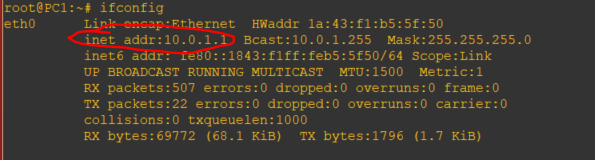 root@PC1:~# ifconfig
eth0 Link encap:Ethernet HWaddr 1a:43:f1:b5:5f:50
inet addr:10.0.1.1 Bcast:10.0.1.255 Mask:255.255.255.0
inet6 addr: fe80::1843:f1ff:feb5:5f50/64 Scope:Link
UP BROADCAST RUNNING MULTICAST MTU:1500 Metric:1
RX packets:507 errors:0 dropped:0 overruns:0 frame:0
TX packets:22 errors:0 dropped:0 overruns:0 carrier:0
collisions:0 txqueuelen:1000
RX bytes:69772 (68.1 KiB) TX bytes:1796 (1.7 KiB)